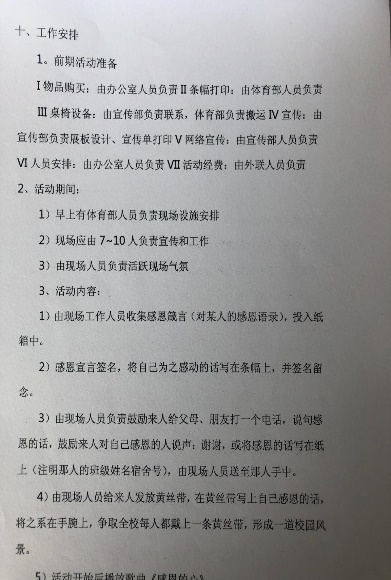 十、工作安排
1。前期活动准备
I 物品购买：由办公室人员负责 II 条幅打印：由体育部人员负责
III 桌椅设备：由宣传部负责联系，体育部负责搬运 IV 宣传：由
宣传部负责展板设计、宣传单打印 V 网络宣传：由宣传部人员负责
VI 人员安排：由办公室人员负责 VII 活动经费：由外联人员负责
2、活动期间：
1）早上有体育部人员负责现场设施安排
2）现场应由 7~10 人负责宣传和工作
3）由现场人员负责活跃现场气氛
3、活动内容：
1）由现场工作人员收集感恩箴言（对某人的感恩语录），投入纸
箱中。
2）感恩宣言签名，将自己为之感动的话写在条幅上，并签名留
念。
3）由现场人员负责鼓励来人给父母、朋友打一个电话，说句感
恩的话，鼓励来人对自己感恩的人说声：谢谢，或将感恩的话写在纸
上（注明那人的班级姓名宿舍号），由现场人员送至那人手中。
4）由现场人员给来人发放黄丝带，在黄丝带写上自己感恩的话，
将之系在手腕上，争取全校每人都戴上一条黄丝带，形成一道校园风
景。
5）活动开始后播放歌曲《感恩的心》